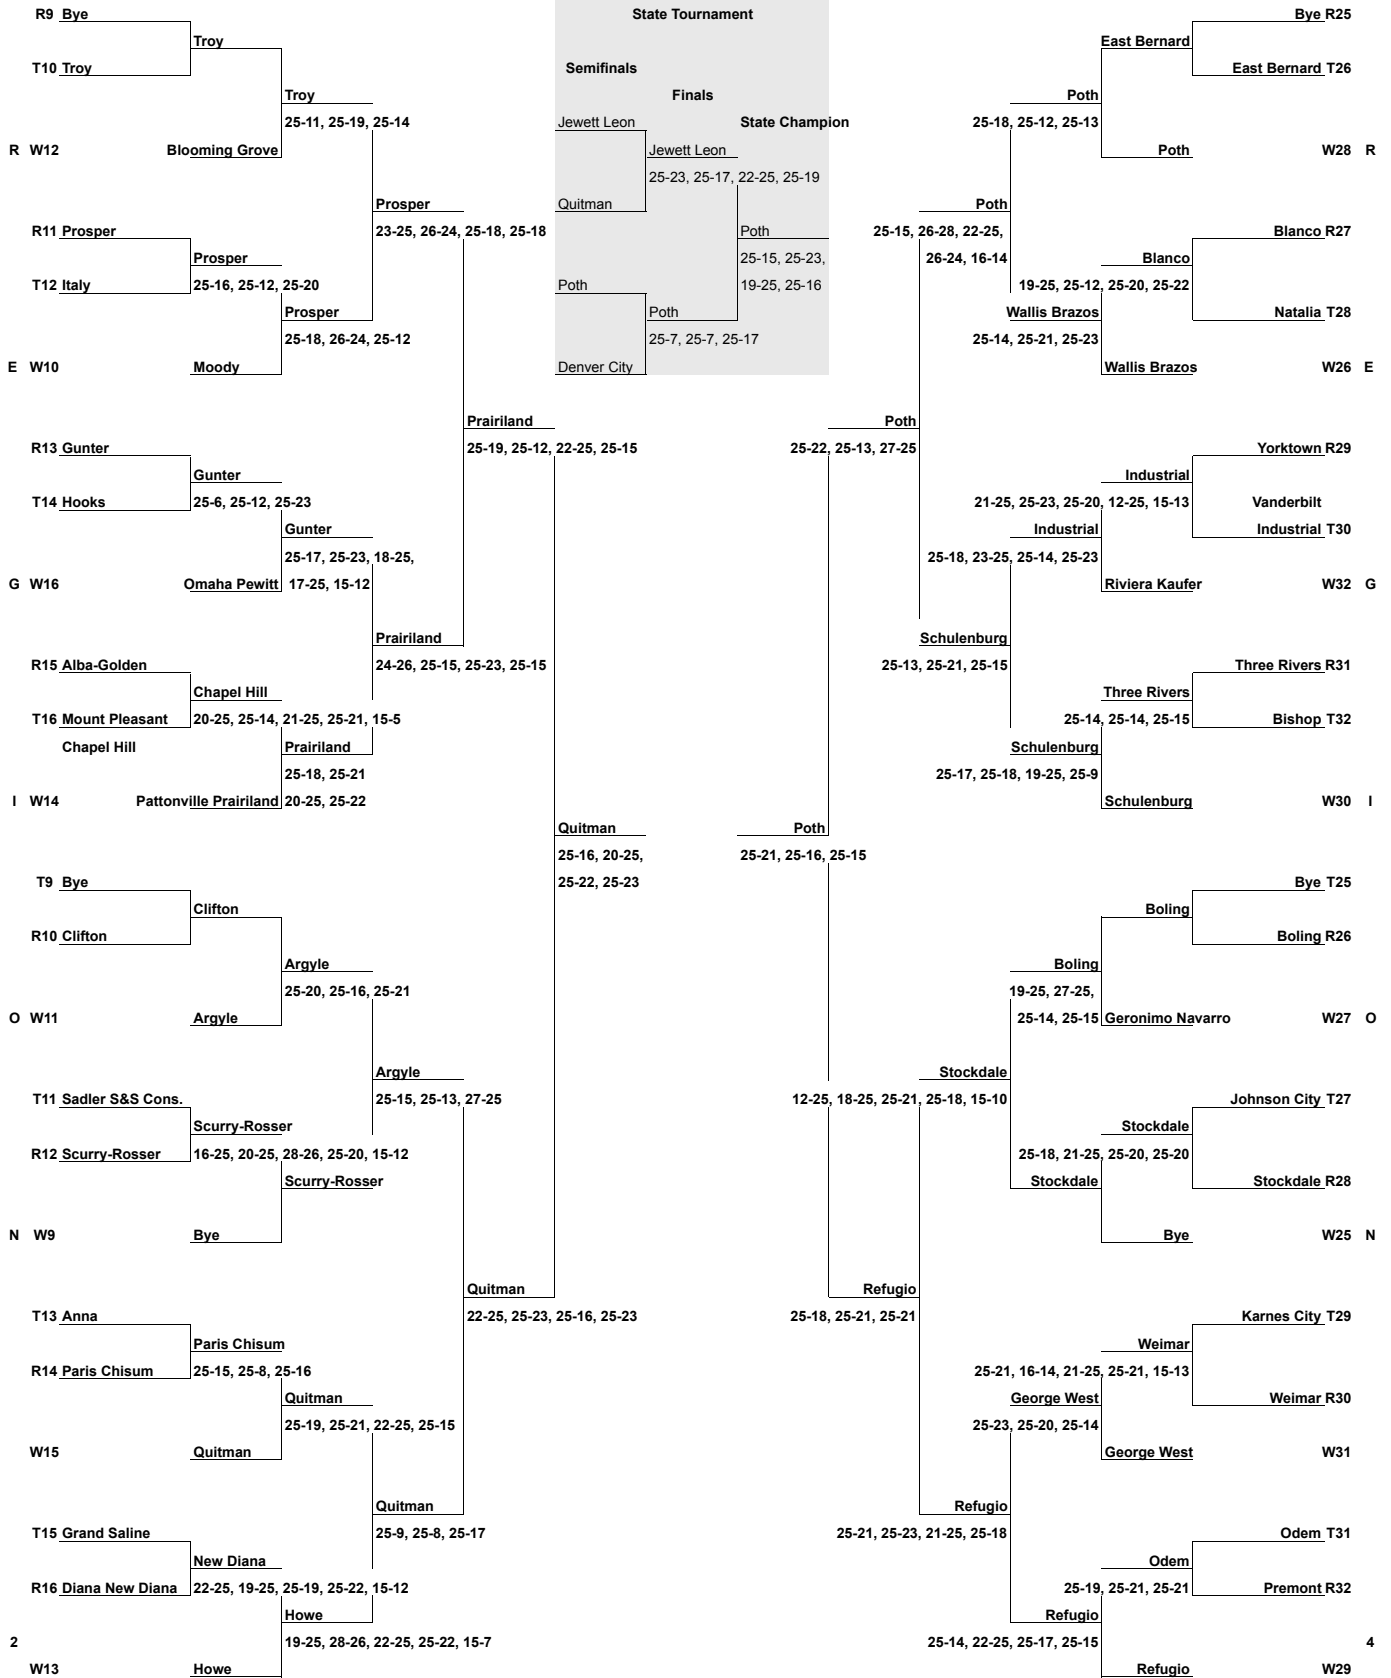 R9 Bye State Tournament Bye R25
Troy East Bernard
T10 Troy Semifinals East Bernard T26
Troy Finals Poth
25-11, 25-19, 25-14 Jewett Leon State Champion 25-18, 25-12, 25-13
R W12 Blooming Grove Jewett Leon Poth W28 R
25-23, 25-17, 22-25, 25-19
Prosper Quitman Poth
R11 Prosper 23-25, 26-24, 25-18, 25-18 Poth 25-15, 26-28, 22-25, Blanco R27
Prosper 25-15, 25-23, 26-24, 16-14 Blanco
T12 Italy 25-16, 25-12, 25-20 Poth 19-25, 25-16 19-25, 25-12, 25-20, 25-22
Prosper Poth Wallis Brazos Natalia T28
25-18, 26-24, 25-12 25-7, 25-7, 25-17 25-14, 25-21, 25-23
E W10 Moody Denver City Wallis Brazos W26 E
Prairiland Poth
R13 Gunter 25-19, 25-12, 22-25, 25-15 25-22, 25-13, 27-25 Yorktown R29
Gunter Industrial
T14 Hooks 25-6, 25-12, 25-23 21-25, 25-23, 25-20, 12-25, 15-13 Vanderbilt
Gunter Industrial Industrial T30
25-17, 25-23, 18-25, 25-18, 23-25, 25-14, 25-23
G W16 Omaha Pewitt 17-25, 15-12 Riviera Kaufer W32 G
Prairiland Schulenburg
R15 Alba-Golden 24-26, 25-15, 25-23, 25-15 25-13, 25-21, 25-15 Three Rivers R31
Chapel Hill Three Rivers
T16 Mount Pleasant 20-25, 25-14, 21-25, 25-21, 15-5 25-14, 25-14, 25-15 Bishop T32
Chapel Hill Prairiland Schulenburg
25-18, 25-21 25-17, 25-18, 19-25, 25-9
I W14 Pattonville Prairiland 20-25, 25-22 Schulenburg W30 I
Quitman Poth
25-16, 20-25, 25-21, 25-16, 25-15
T9 Bye 25-22, 25-23 Bye T25
Clifton Boling
R10 Clifton Boling R26
Argyle Boling
25-20, 25-16, 25-21 19-25, 27-25,
O W11 Argyle 25-14, 25-15 Geronimo Navarro W27 O
Argyle Stockdale
T11 Sadler S&S Cons. 25-15, 25-13, 27-25 12-25, 18-25, 25-21, 25-18, 15-10 Johnson City T27
Scurry-Rosser Stockdale
R12 Scurry-Rosser 16-25, 20-25, 28-26, 25-20, 15-12 25-18, 21-25, 25-20, 25-20
Scurry-Rosser Stockdale Stockdale R28
N W9 Bye Bye W25 N
Quitman Refugio
T13 Anna 22-25, 25-23, 25-16, 25-23 25-18, 25-21, 25-21 Karnes City T29
Paris Chisum Weimar
R14 Paris Chisum 25-15, 25-8, 25-16 25-21, 16-14, 21-25, 25-21, 15-13
Quitman George West Weimar R30
25-19, 25-21, 22-25, 25-15 25-23, 25-20, 25-14
W15 Quitman George West W31
Quitman Refugio
T15 Grand Saline 25-9, 25-8, 25-17 25-21, 25-23, 21-25, 25-18 Odem T31
New Diana Odem
R16 Diana New Diana 22-25, 19-25, 25-19, 25-22, 15-12 25-19, 25-21, 25-21 Premont R32
Howe Refugio
2 19-25, 28-26, 22-25, 25-22, 15-7 25-14, 22-25, 25-17, 25-15 4
W13 Howe Refugio W29